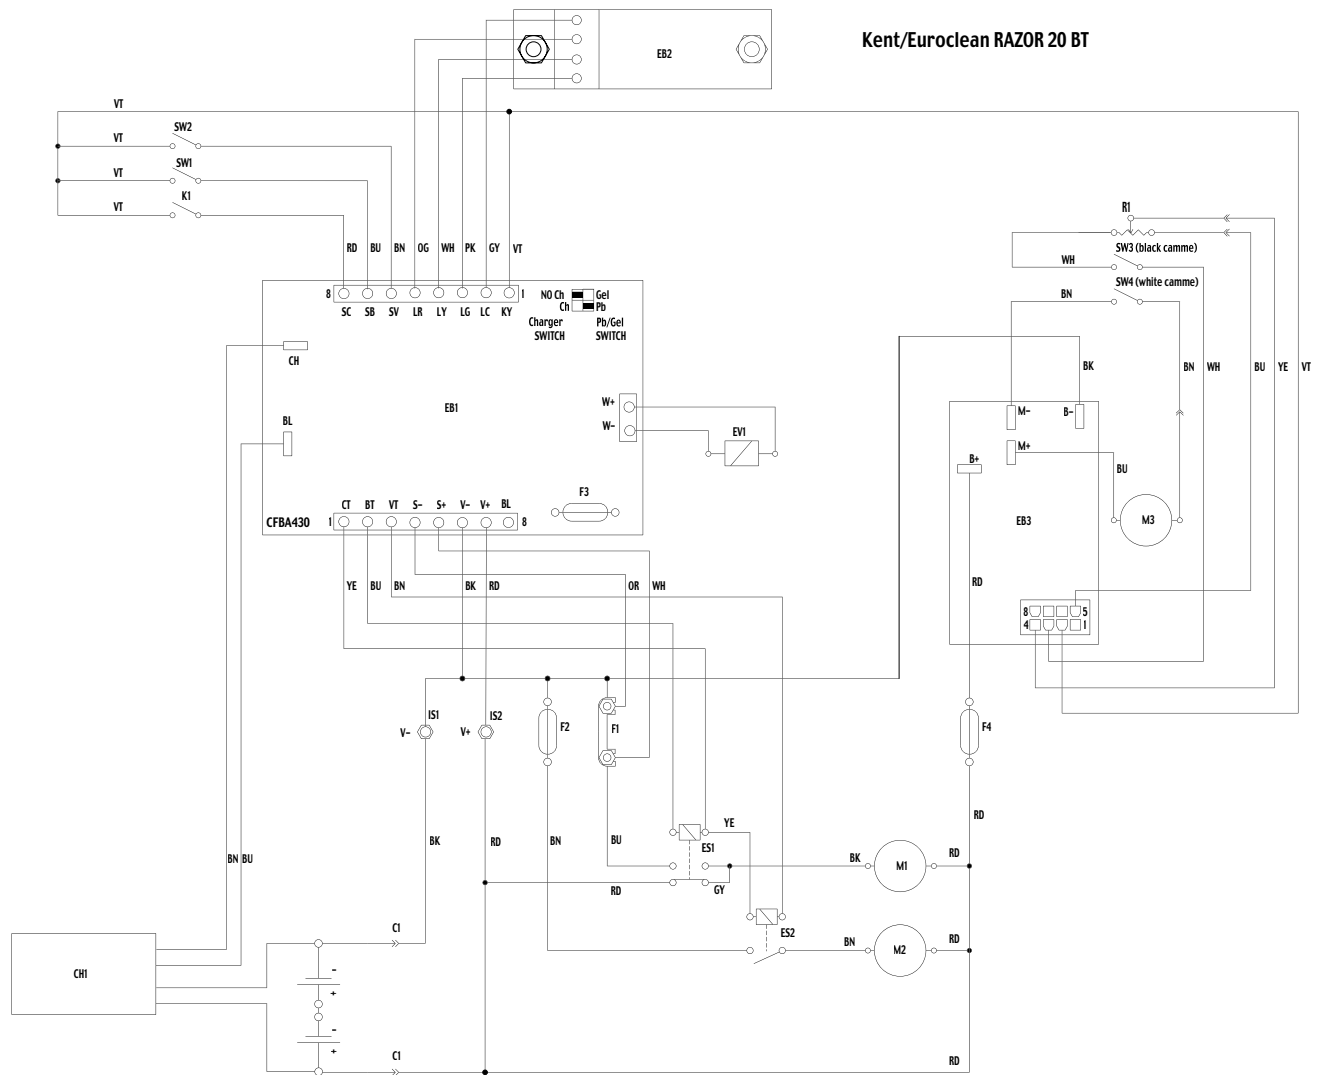 Kent/Euroclean RAZOR 20 BT
EB2
VT
SW2
VT
SW1
VT
K1
VT
RD BU BN OG WH PK GY VT
8 1
SC SB SV LR LY LG LC KY
NO Ch Gel
Ch Pb
Charger Pb/Gel
SWITCH SWITCH
R1
SW3 (black camme)
WH
SW4 (white camme)
BN
CH
BK
BN WH BU YE VT
BL
EB1
W+
W-
EV1
M- B-
M+
B+
BU
F3
CT BT VT S- S+ V- V+ BL
CFBA430
1 8
EB3
M3
YE BU BN BK RD OR WH
RD
8 5
4 1
IS1 IS2
V- V+
F2
F1
F4
RD
YE
ES1
BK RD BN BU
BN BU
RD GY
BK M1 RD
ES2
BN M2 RD
C1
CH1
-
+
-
+
C1
RD